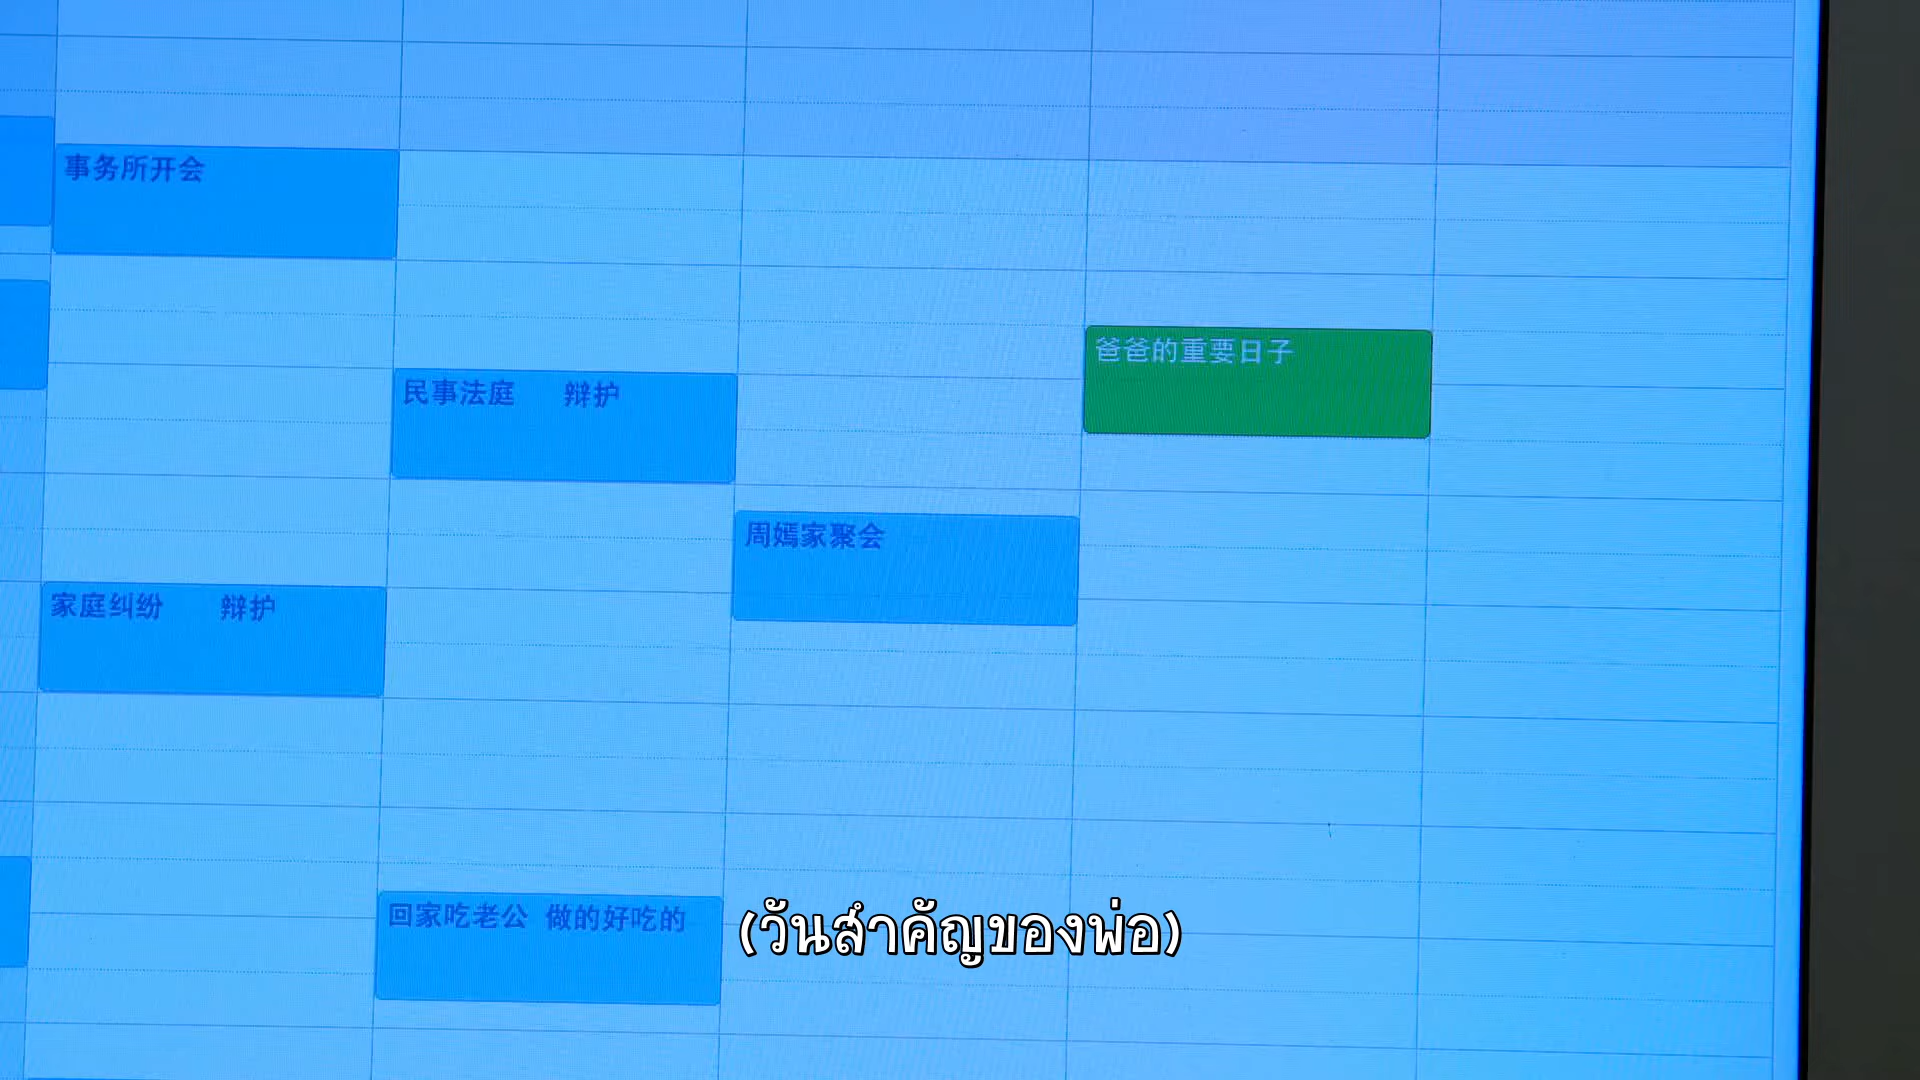 事务所开会
爸爸的重要日子
民事法庭 辩护
周嫣家聚会
家庭纠纷 辩护
回家吃老公 做的好吃的
(วันสำคัญของพ่อ)